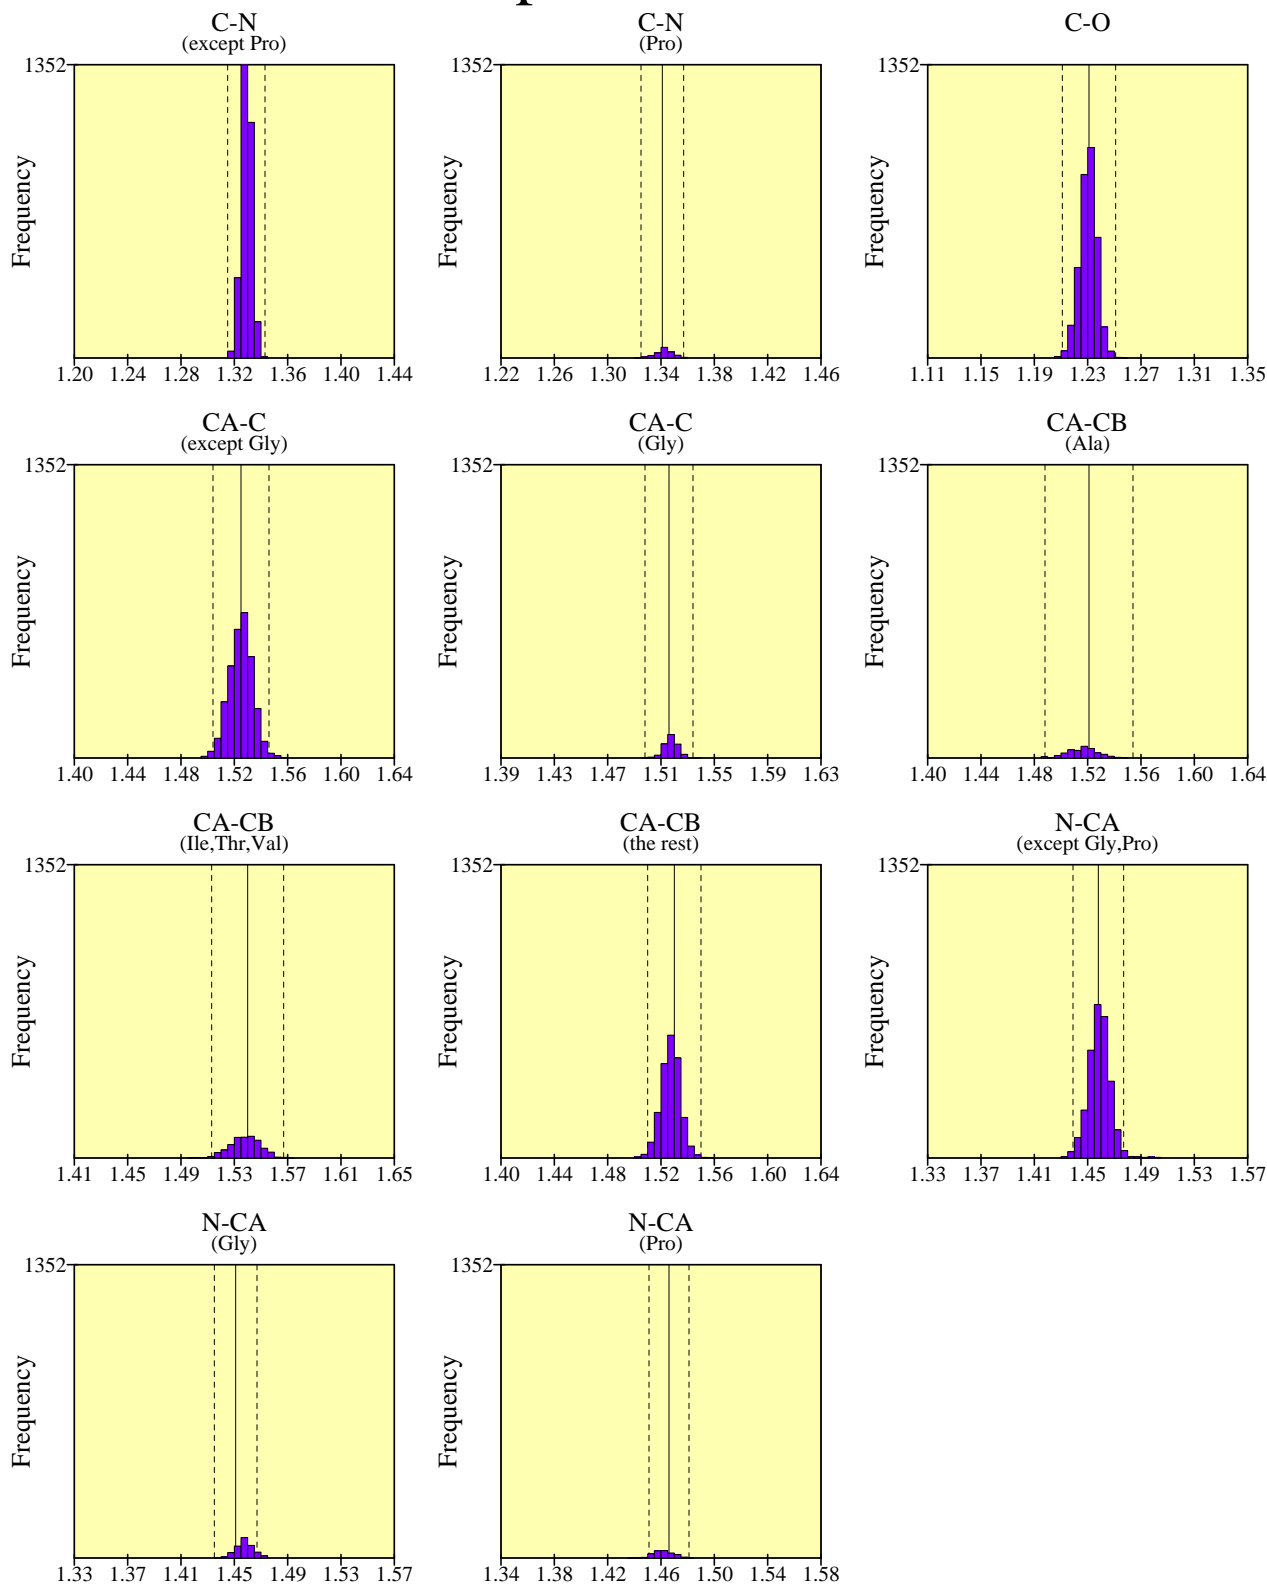 C-N
(except Pro)
1352
Frequency
1.20 1.24 1.28 1.32 1.36 1.40 1.44
C-N
(Pro)
1352
Frequency
1.22 1.26 1.30 1.34 1.38 1.42 1.46
C-O
1352
Frequency
1.11 1.15 1.19 1.23 1.27 1.31 1.35
CA-C
(except Gly)
1352
Frequency
1.40 1.44 1.48 1.52 1.56 1.60 1.64
CA-C
(Gly)
1352
Frequency
1.39 1.43 1.47 1.51 1.55 1.59 1.63
CA-CB
(Ala)
1352
Frequency
1.40 1.44 1.48 1.52 1.56 1.60 1.64
CA-CB
(Ile,Thr,Val)
1352
Frequency
1.41 1.45 1.49 1.53 1.57 1.61 1.65
CA-CB
(the rest)
1352
Frequency
1.40 1.44 1.48 1.52 1.56 1.60 1.64
N-CA
(except Gly,Pro)
1352
Frequency
1.33 1.37 1.41 1.45 1.49 1.53 1.57
N-CA
(Gly)
1352
Frequency
1.33 1.37 1.41 1.45 1.49 1.53 1.57
N-CA
(Pro)
1352
Frequency
1.34 1.38 1.42 1.46 1.50 1.54 1.58